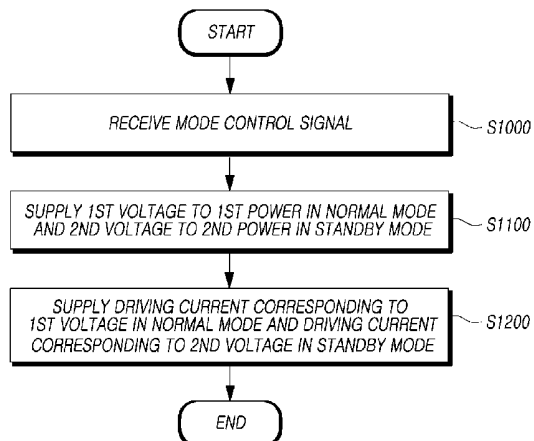 START
RECEIVE MODE CONTROL SIGNAL
S1000
SUPPLY 1ST VOLTAGE TO 1ST POWER IN NORMAL MODE
AND 2ND VOLTAGE TO 2ND POWER IN STANDBY MODE
S1100
SUPPLY DRIVING CURRENT CORRESPONDING TO
1ST VOLTAGE IN NORMAL MODE AND DRIVING CURRENT
CORRESPONDING TO 2ND VOLTAGE IN STANDBY MODE
S1200
END